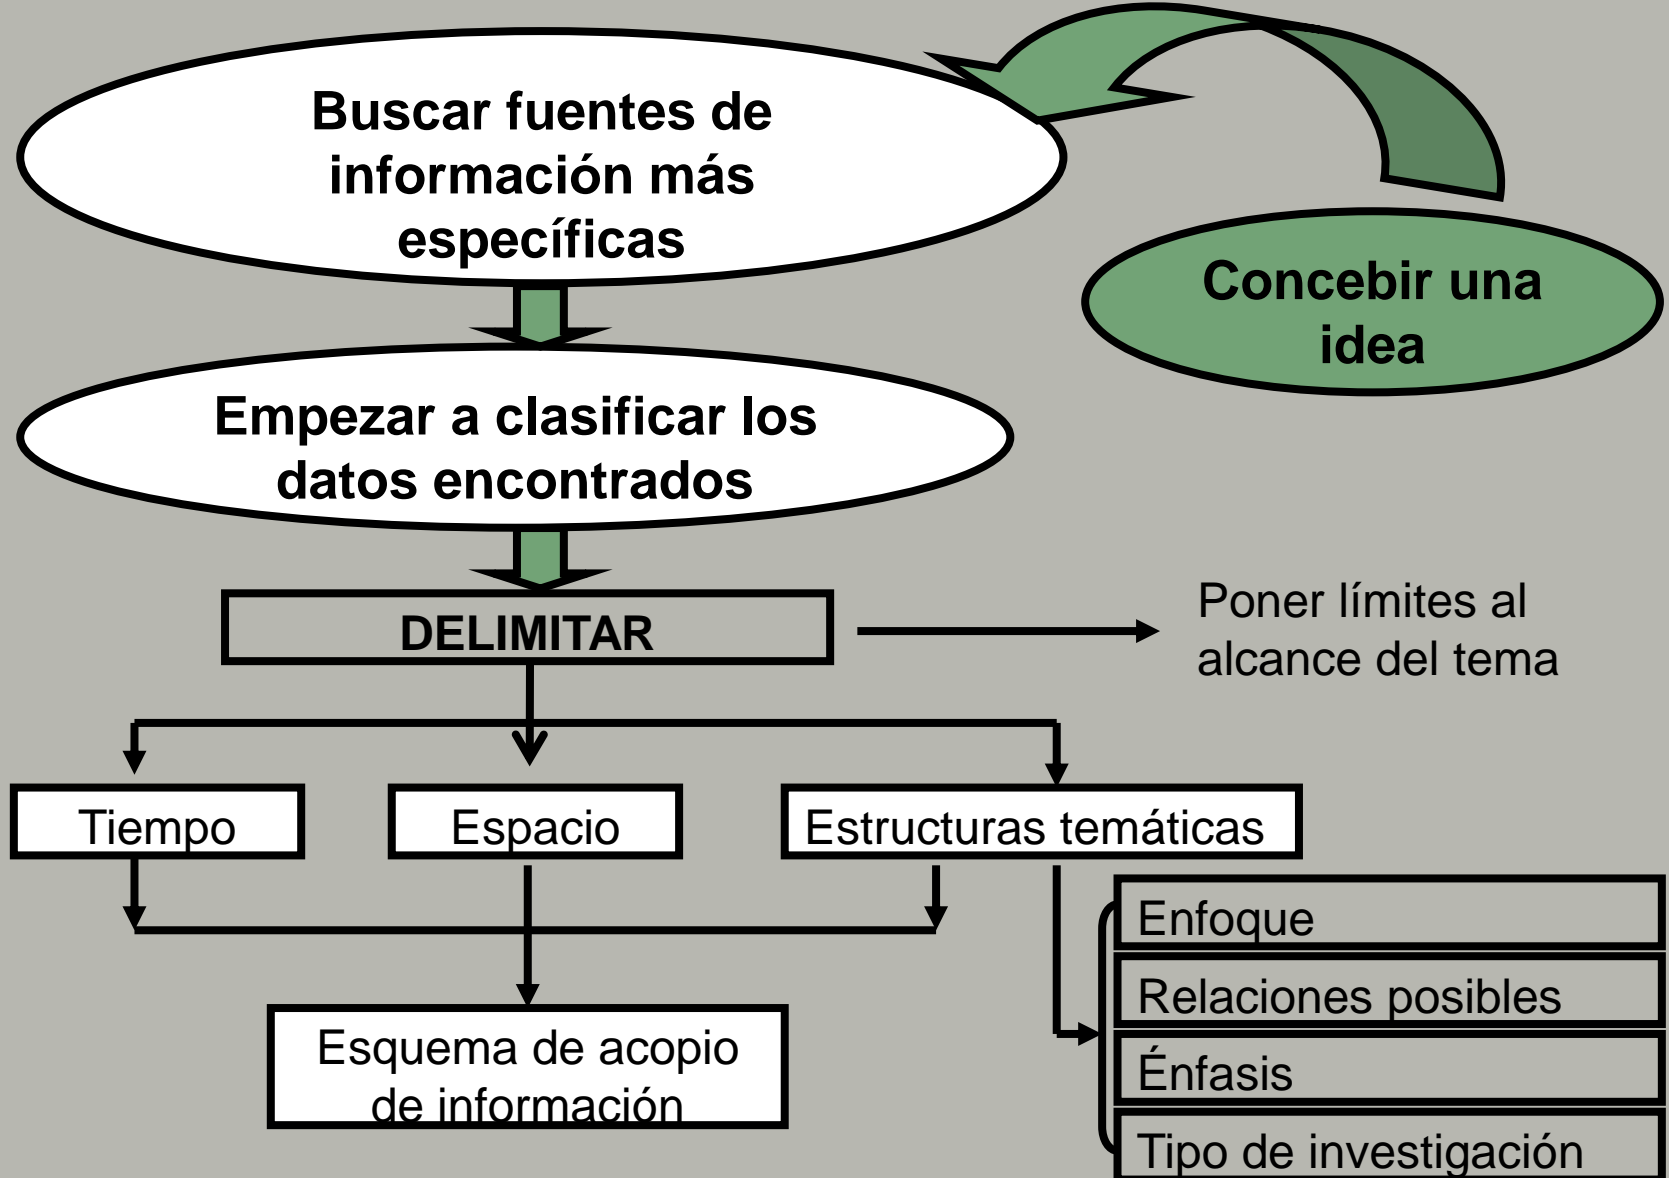 Buscar fuentes de
información más
específicas
Concebir una
idea
Empezar a clasificar los
datos encontrados
DELIMITAR
Poner límites al
alcance del tema
Tiempo
Espacio
Estructuras temáticas
Enfoque
Relaciones posibles
Énfasis
Tipo de investigación
Esquema de acopio
de información